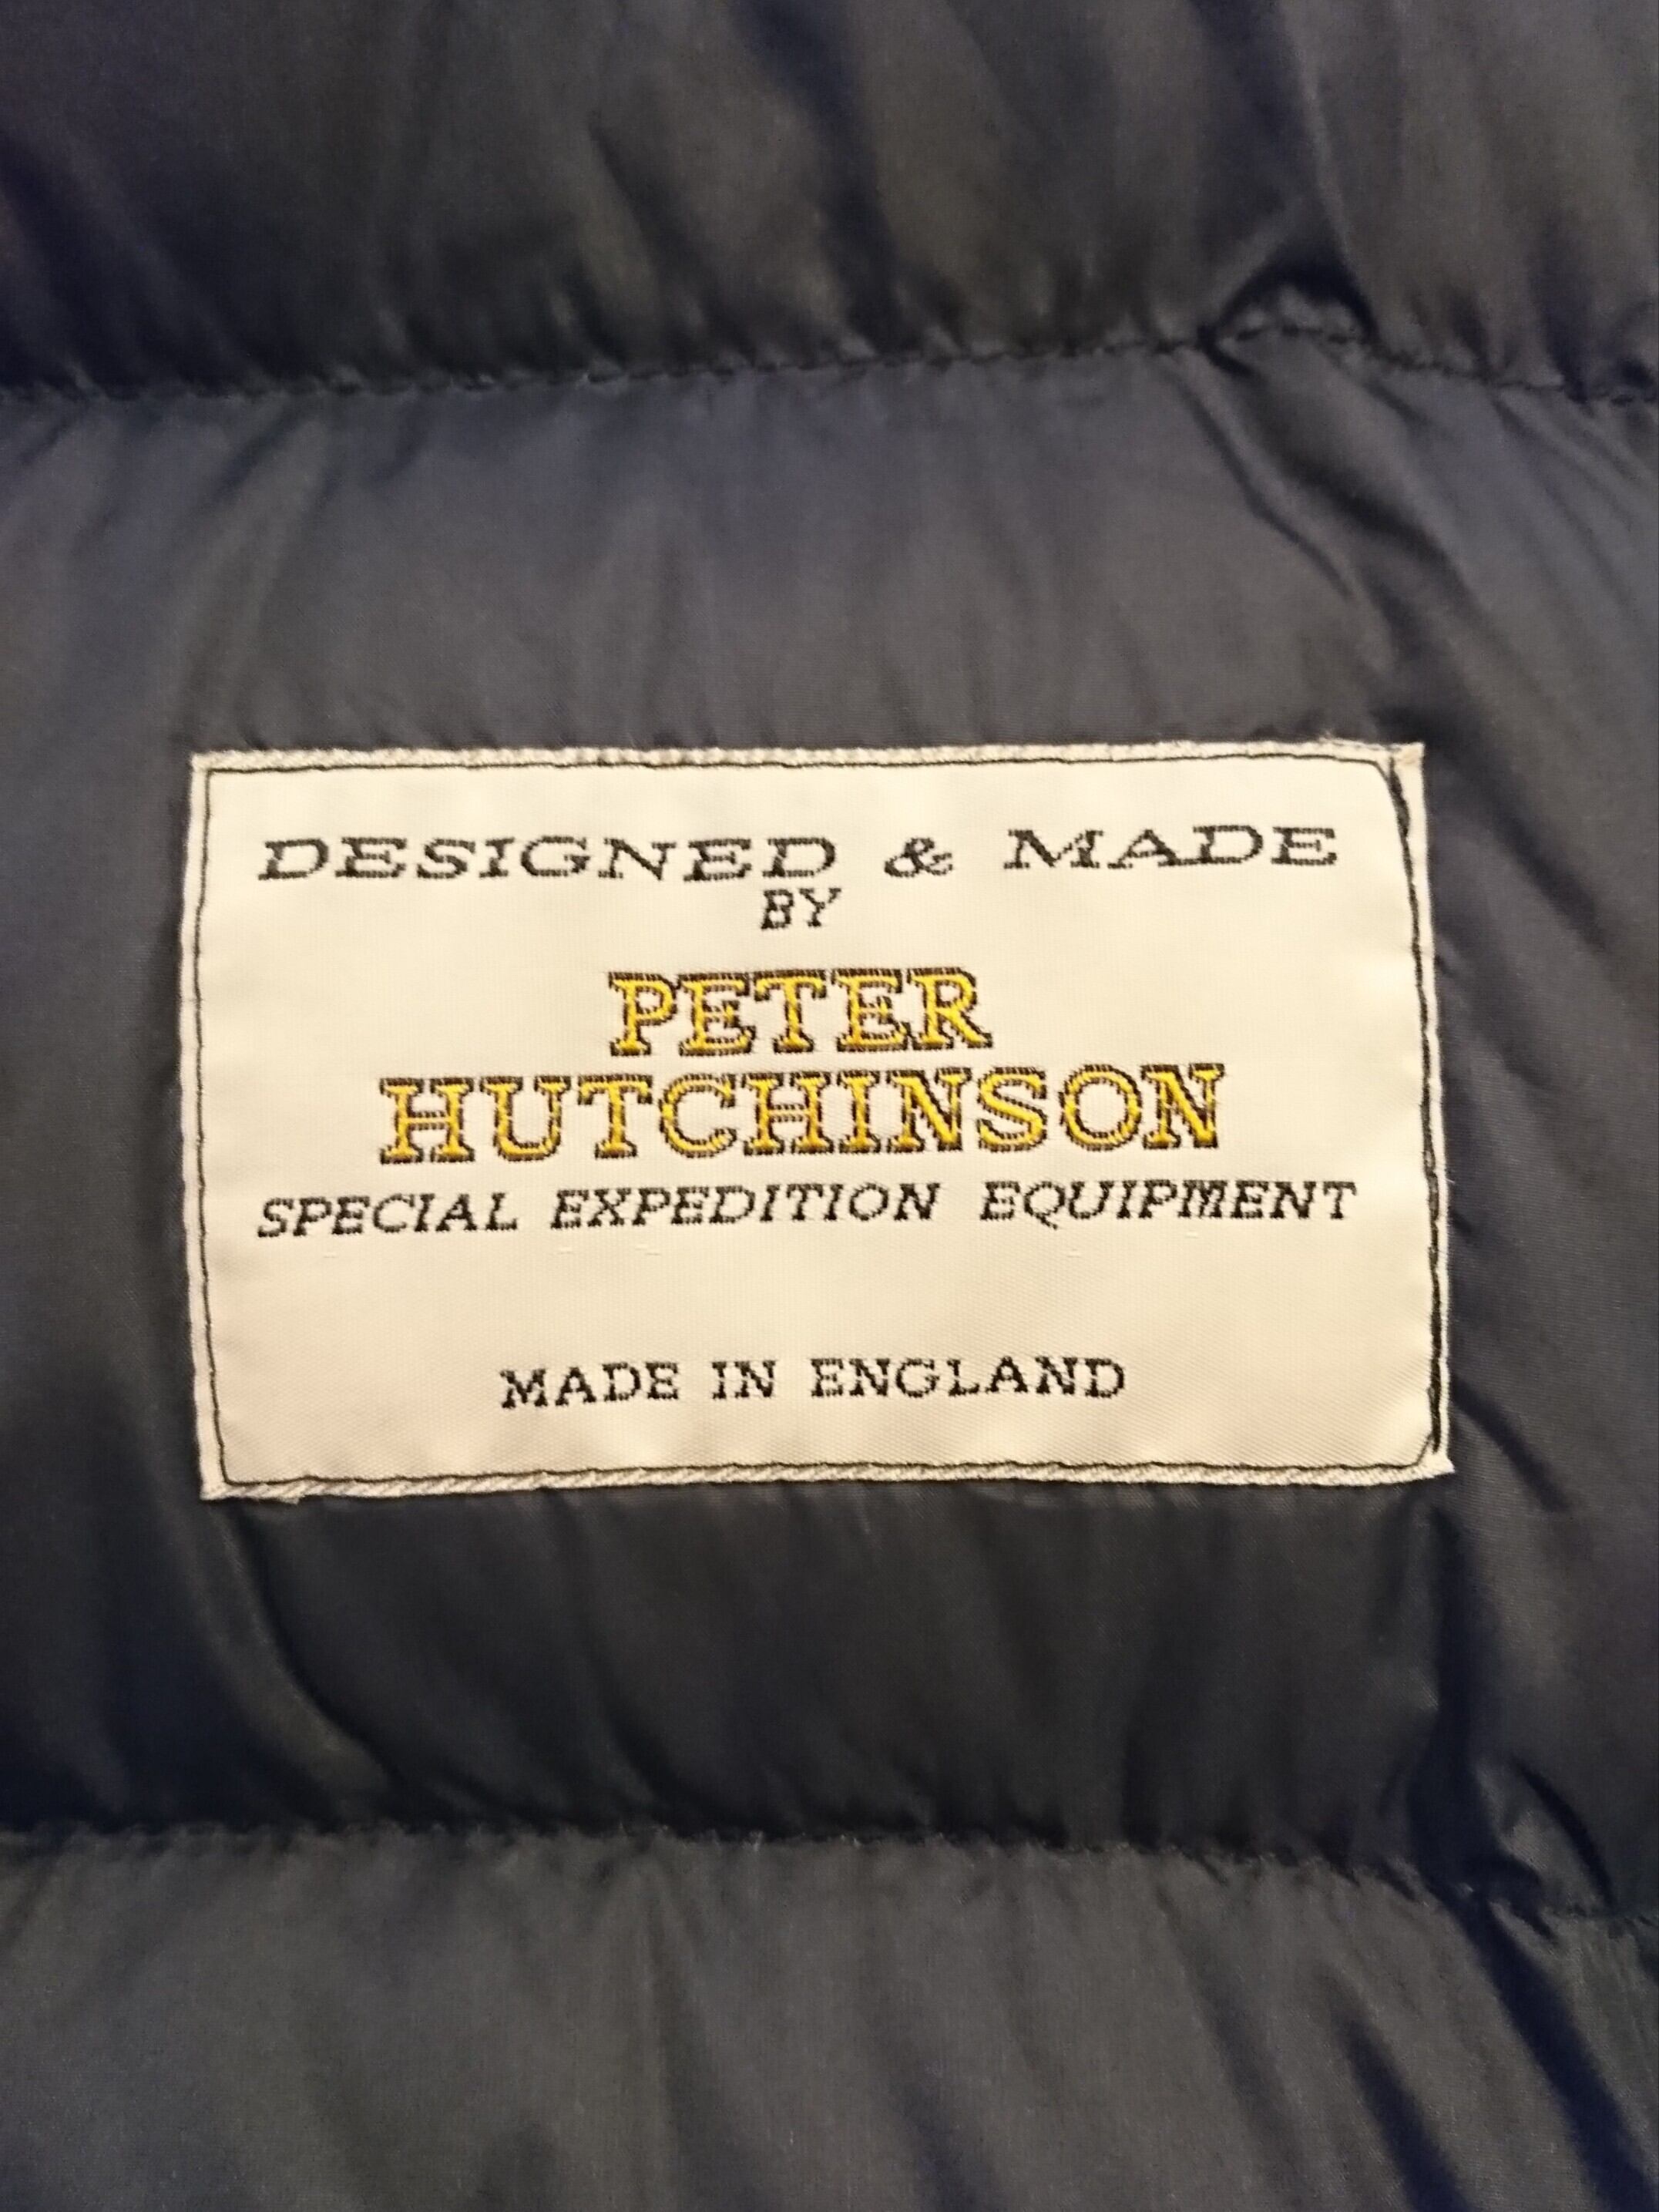 DESIGNED & MADE
BY
PETER
HUTCHINSON
SPECIAL EXPEDITION EQUIPMENT
MADE IN ENGLAND